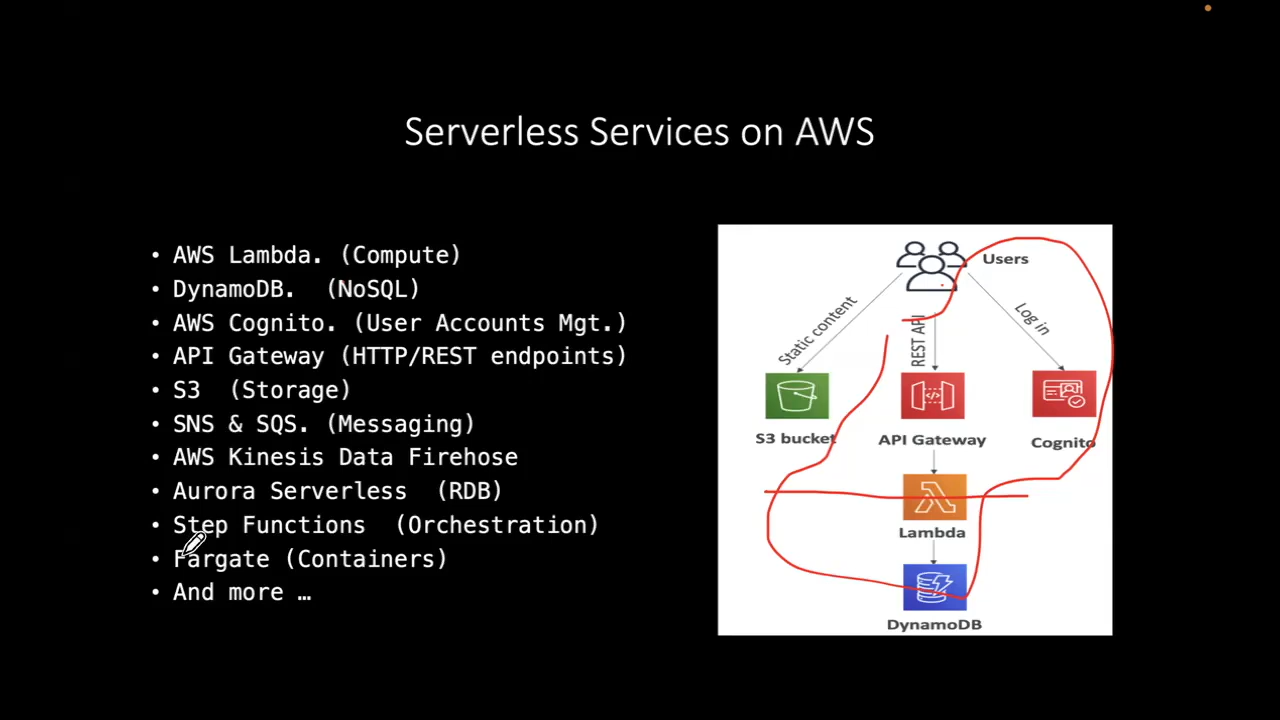 Serverless Services on AWS
• AWS Lambda. (Compute)
• DynamoDB. (NoSQL)
• AWS Cognito. (User Accounts Mgt.)
• API Gateway (HTTP/REST endpoints)
• S3 (Storage)
• SNS & SQS. (Messaging)
• AWS Kinesis Data Firehose
• Aurora Serverless (RDB)
• Step Functions (Orchestration)
• Fargate (Containers)
• And more …
Users
Static content
REST API
Log in
S3 bucket
API Gateway
Cognito
Lambda
DynamoDB